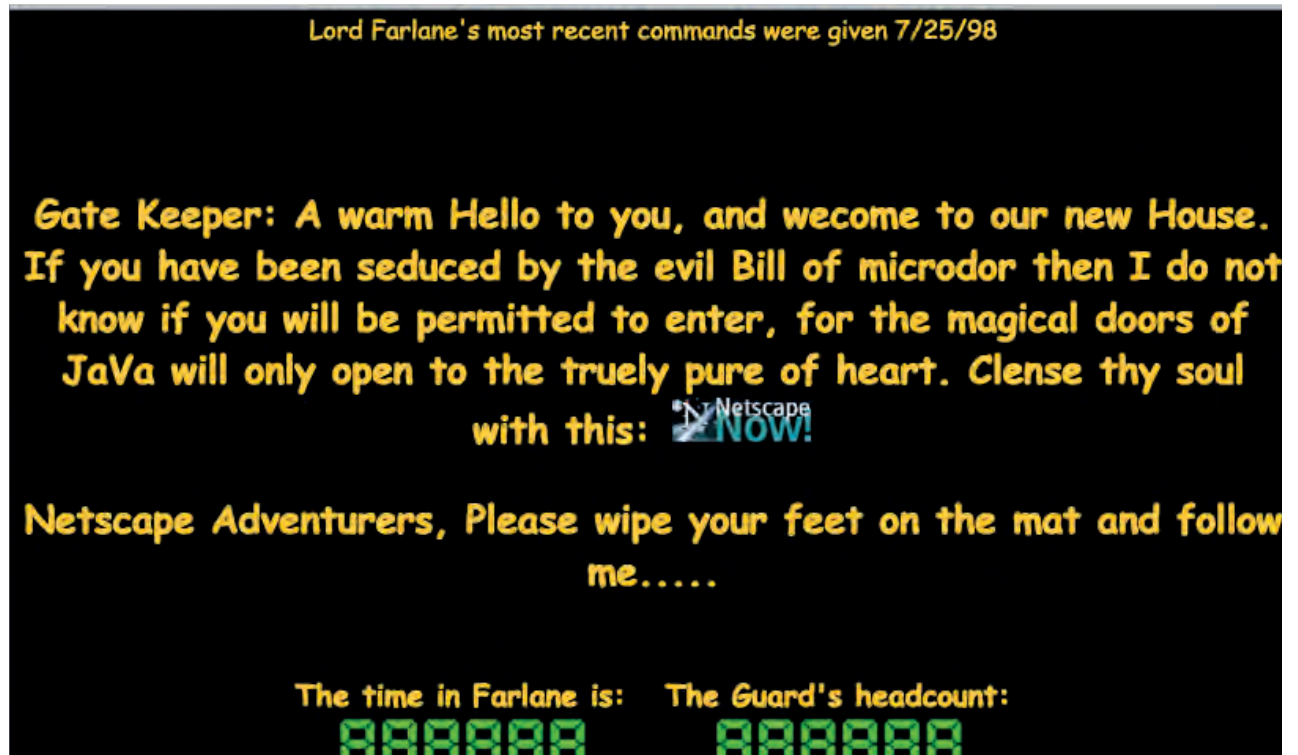 Lord Farlane's most recent commands were given 7/25/98
Gate Keeper: A warm Hello to you, and wecome to our new House.
If you have been seduced by the evil Bill of microdor then I do not
know if you will be permitted to enter, for the magical doors of
JaVa will only open to the truely pure of heart. Clense thy soul
with this: N Netscape NOW!
Netscape Adventurers, Please wipe your feet on the mat and follow
me.....
The time in Farlane is: The Guard's headcount:
888888 888888